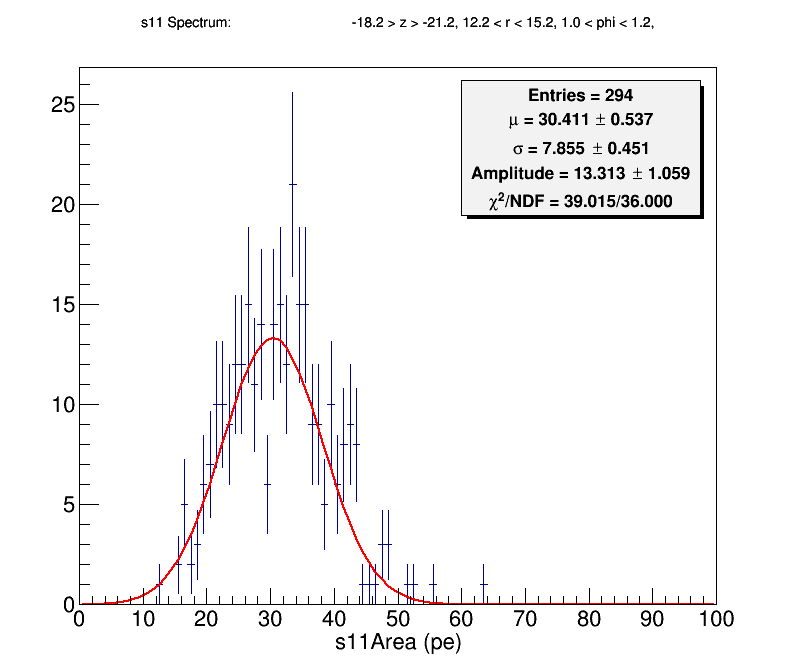 s11 Spectrum: -18.2 > z > -21.2, 12.2 < r < 15.2, 1.0 < phi < 1.2,
Entries = 294
μ = 30.411 ± 0.537
σ = 7.855 ± 0.451
Amplitude = 13.313 ± 1.059
χ²/NDF = 39.015/36.000
25
20
15
10
5
0
0 10 20 30 40 50 60 70 80 90 100
s11Area (pe)